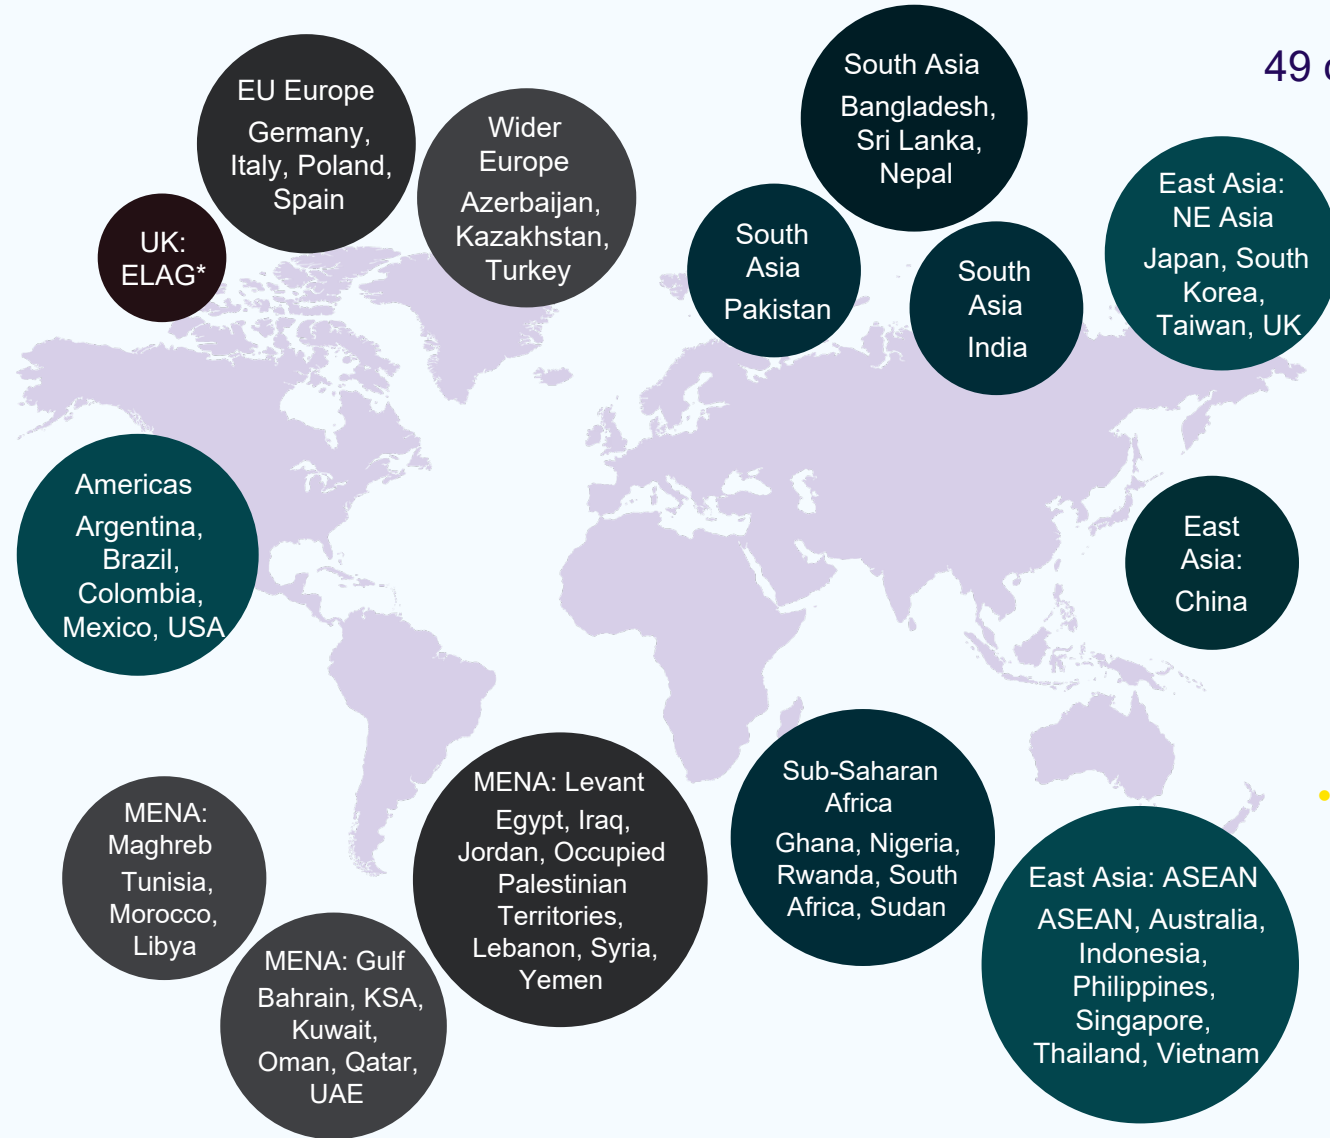 49
EU Europe
Germany,
Italy, Poland,
Spain
Wider
Europe
Azerbaijan,
Kazakhstan,
Turkey
South Asia
Bangladesh,
Sri Lanka,
Nepal
East Asia:
NE Asia
Japan, South
Korea,
Taiwan, UK
UK:
ELAG*
South
Asia
Pakistan
South
Asia
India
Americas
Argentina,
Brazil,
Colombia,
Mexico, USA
East
Asia:
China
MENA:
Maghreb
Tunisia,
Morocco,
Libya
MENA: Gulf
Bahrain, KSA,
Kuwait,
Oman, Qatar,
UAE
MENA: Levant
Egypt, Iraq,
Jordan, Occupied
Palestinian
Territories,
Lebanon, Syria,
Yemen
Sub-Saharan
Africa
Ghana, Nigeria,
Rwanda, South
Africa, Sudan
East Asia: ASEAN
ASEAN, Australia,
Indonesia,
Philippines,
Singapore,
Thailand, Vietnam